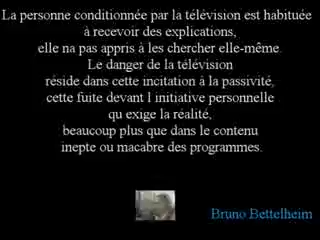 La personne conditionnée par la télévision est habituée
à recevoir des explications,
elle na pas appris à les chercher elle-même.
Le danger de la télévision
réside dans cette incitation à la passivité,
cette fuite devant l initiative personnelle
qu exige la réalité,
beaucoup plus que dans le contenu
inepte ou macabre des programmes.
Bruno Bettelheim